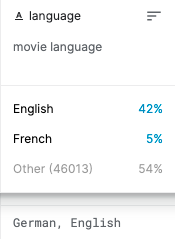 A language
movie language
English 42%
French 5%
Other (46013) 54%
German, English